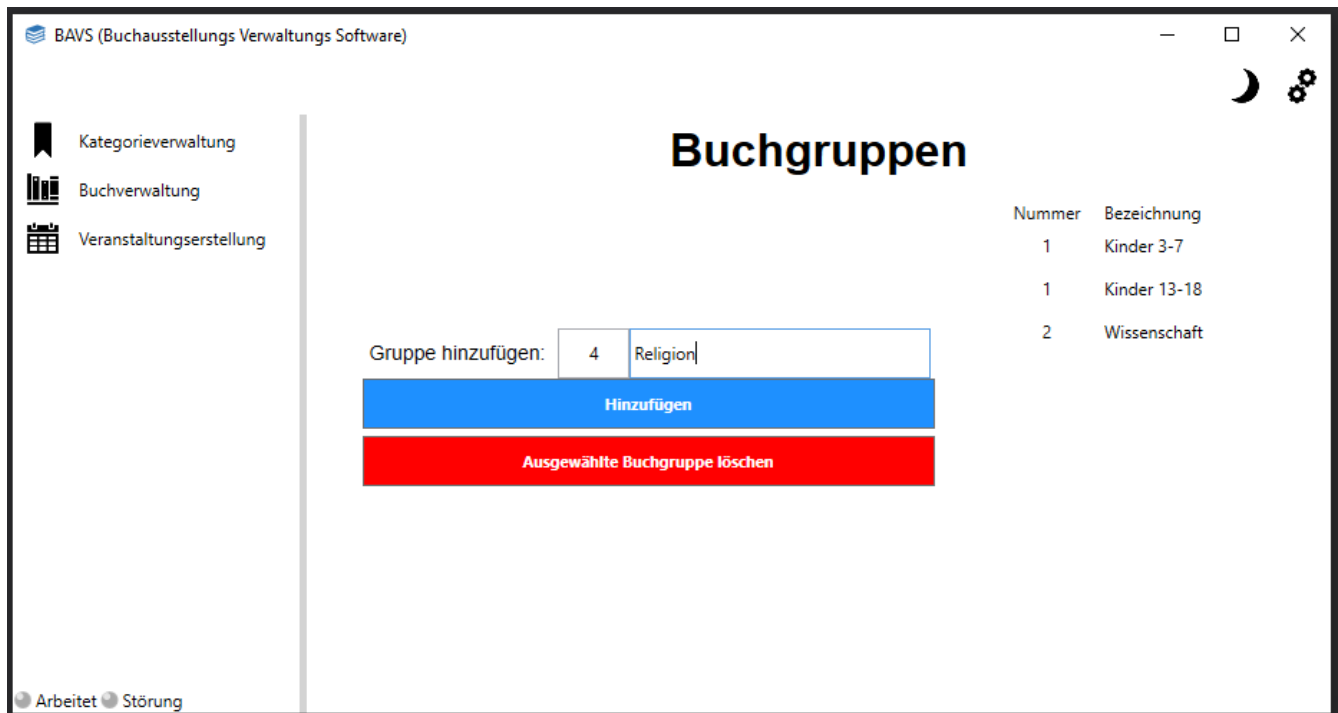 BAVS (Buchausstellungs Verwaltungs Software)
Kategorieverwaltung
Buchverwaltung
Veranstaltungserstellung
Buchgruppen
Nummer Bezeichnung
1 Kinder 3-7
1 Kinder 13-18
2 Wissenschaft
Gruppe hinzufügen: 4 Religion
Hinzufügen
Ausgewählte Buchgruppe löschen
Arbeitet Störung